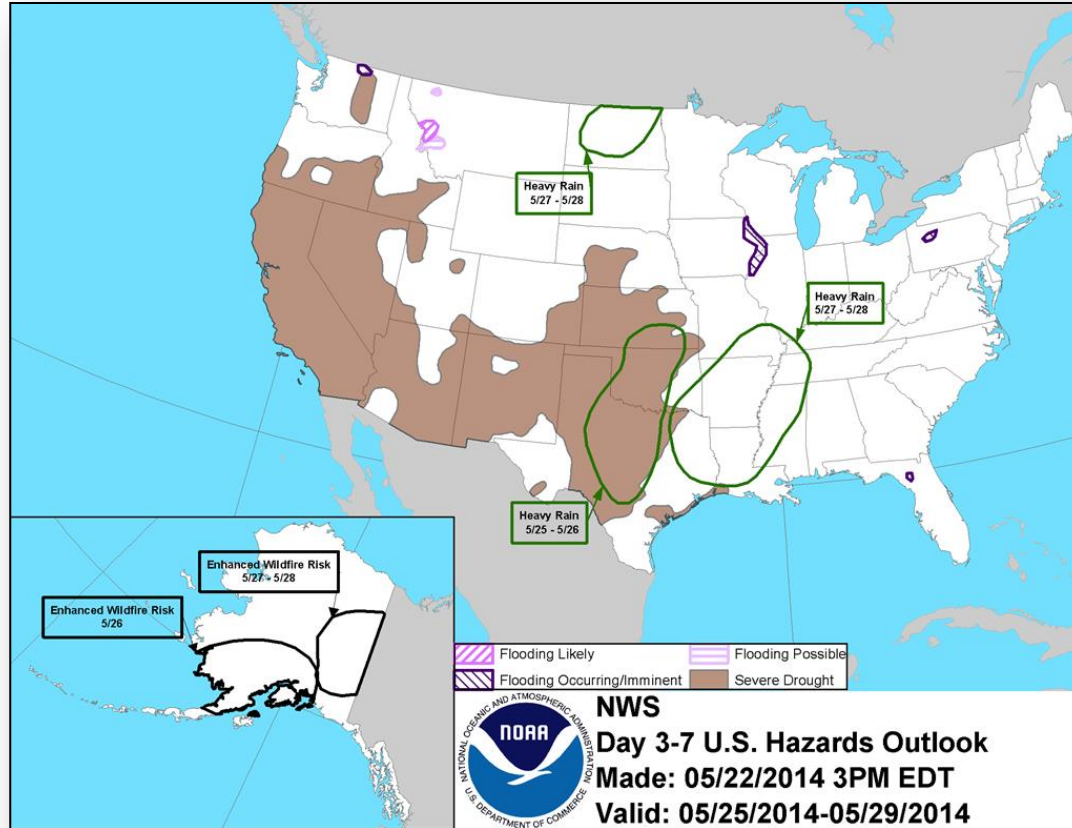 Heavy Rain
5/27 - 5/28
Heavy Rain
5/27 - 5/28
Heavy Rain
5/25 - 5/26
Enhanced Wildfire Risk
5/27 - 5/28
Enhanced Wildfire Risk
5/26
Flooding Likely
Flooding Possible
Flooding Occurring/Imminent
Severe Drought
NATIONAL OCEANIC AND ATMOSPHERIC ADMINISTRATION
NOAA
U.S. DEPARTMENT OF COMMERCE
NWS
Day 3-7 U.S. Hazards Outlook
Made: 05/22/2014 3PM EDT
Valid: 05/25/2014-05/29/2014